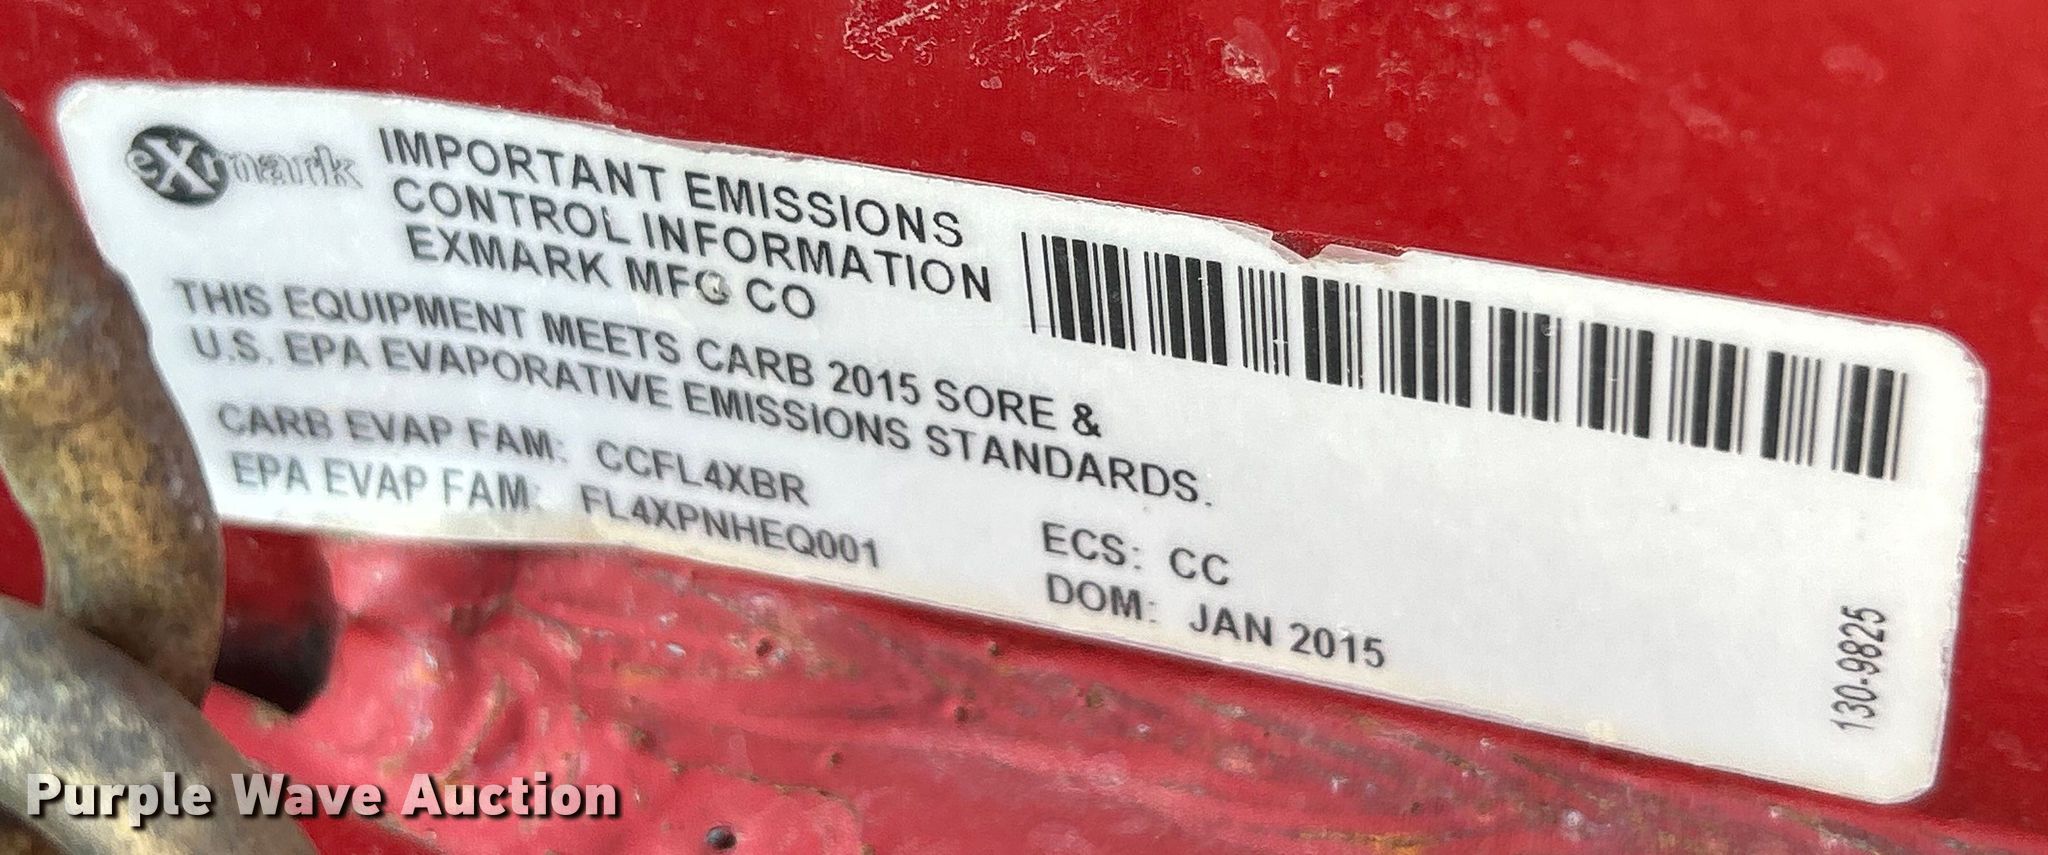 eXmark
IMPORTANT EMISSIONS
CONTROL INFORMATION
EXMARK MFG CO
THIS EQUIPMENT MEETS CARB 2015 SORE &
U.S. EPA EVAPORATIVE EMISSIONS STANDARDS.
CARB EVAP FAM: CCFL4XBR
EPA EVAP FAM: FL4XPNHEQ001
ECS: CC
DOM: JAN 2015
130-9825
Purple Wave Auction